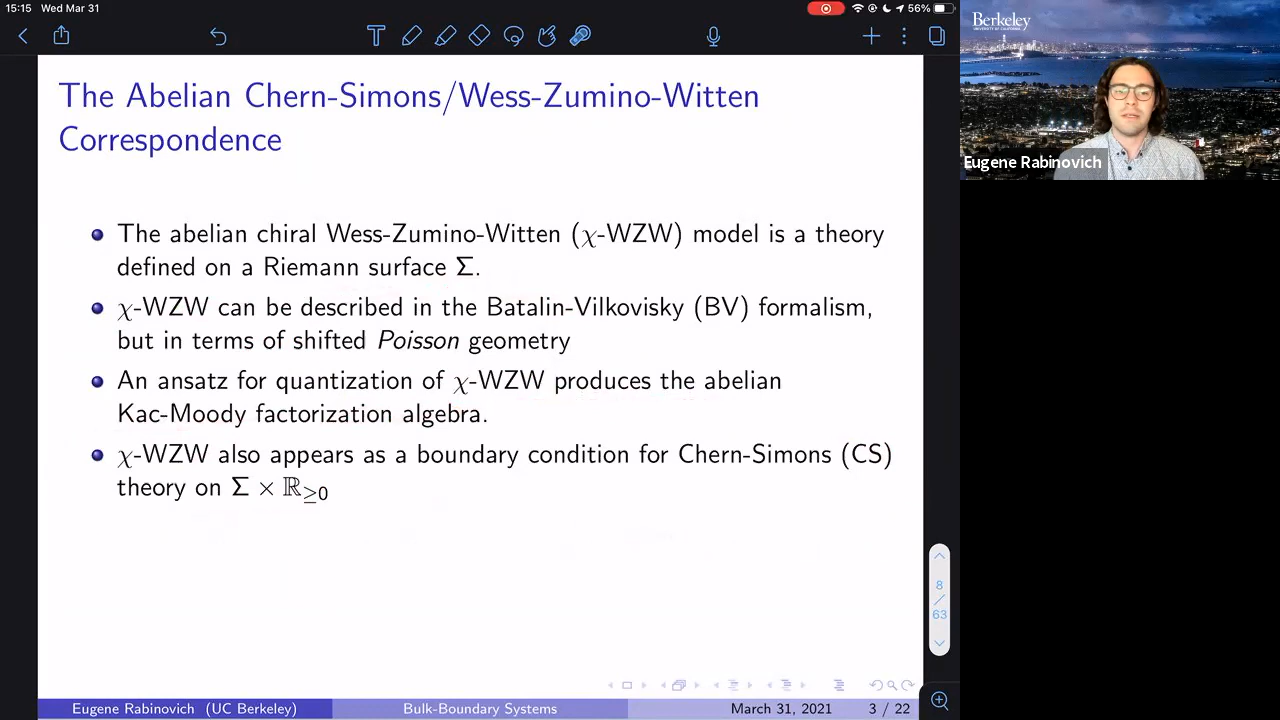 15:15 Wed Mar 31
56%
The Abelian Chern-Simons/Wess-Zumino-Witten
Correspondence
The abelian chiral Wess-Zumino-Witten (χ-WZW) model is a theory
defined on a Riemann surface Σ.
χ-WZW can be described in the Batalin-Vilkovisky (BV) formalism,
but in terms of shifted Poisson geometry
An ansatz for quantization of χ-WZW produces the abelian
Kac-Moody factorization algebra.
χ-WZW also appears as a boundary condition for Chern-Simons (CS)
theory on Σ × ℝ≥0
8
/
63
Eugene Rabinovich (UC Berkeley)
Bulk-Boundary Systems
March 31, 2021
3 / 22
Berkeley
UNIVERSITY OF CALIFORNIA
Eugene Rabinovich